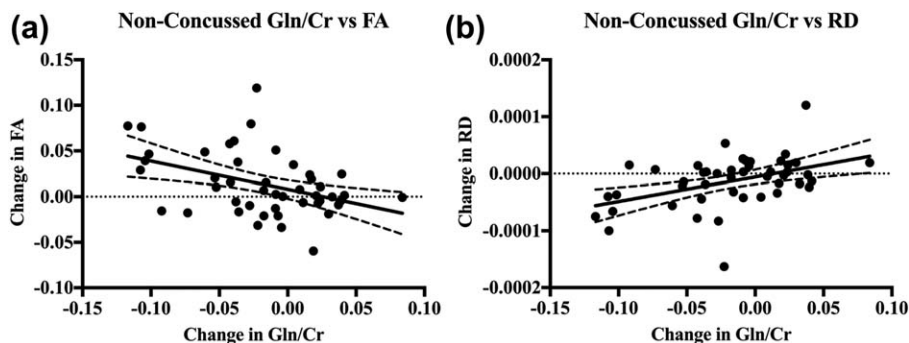 (a)
Non-Concussed Gln/Cr vs FA
Change in FA
0.15
0.10
0.05
0.00
-0.05
-0.10
-0.15 -0.10 -0.05 0.00 0.05 0.10
Change in Gln/Cr
(b)
Non-Concussed Gln/Cr vs RD
Change in RD
0.0002
0.0001
0.0000
-0.0001
-0.0002
-0.15 -0.10 -0.05 0.00 0.05 0.10
Change in Gln/Cr